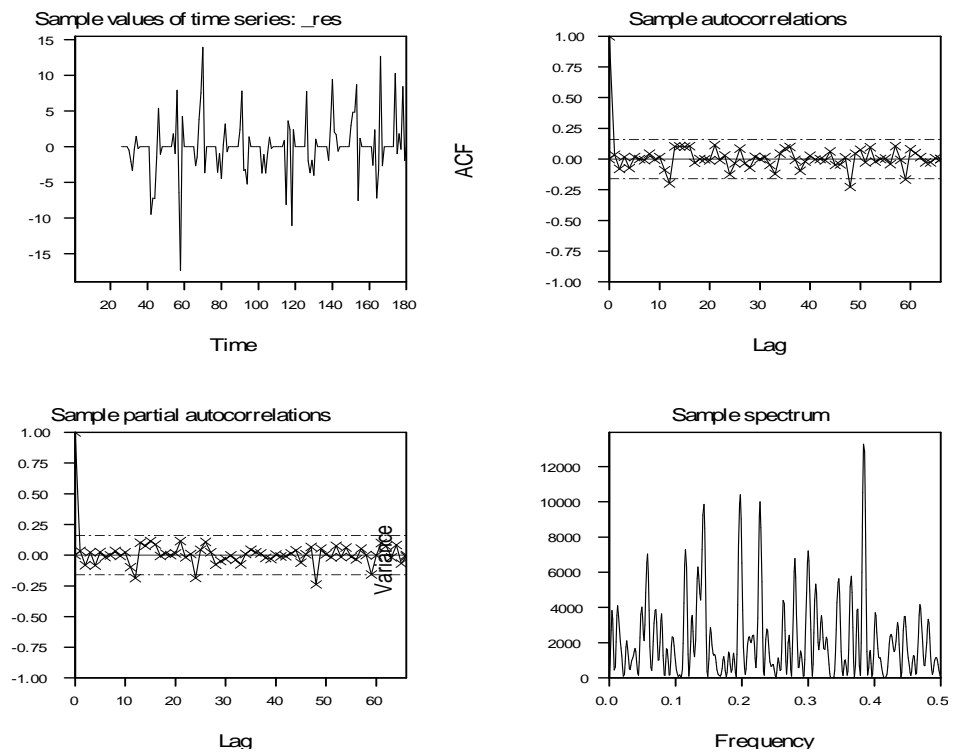 Sample values of time series: _res
15
10
5
0
-5
-10
-15
20 40 60 80 100 120 140 160 180
Time
Sample autocorrelations
ACF
1.00
0.75
0.50
0.25
0.00
-0.25
-0.50
-0.75
-1.00
0 10 20 30 40 50 60
Lag
Sample partial autocorrelations
1.00
0.75
0.50
0.25
0.00
-0.25
-0.50
-0.75
-1.00
0 10 20 30 40 50 60
Lag
Sample spectrum
Variance
12000
10000
8000
6000
4000
2000
0
0.0 0.1 0.2 0.3 0.4 0.5
Frequency